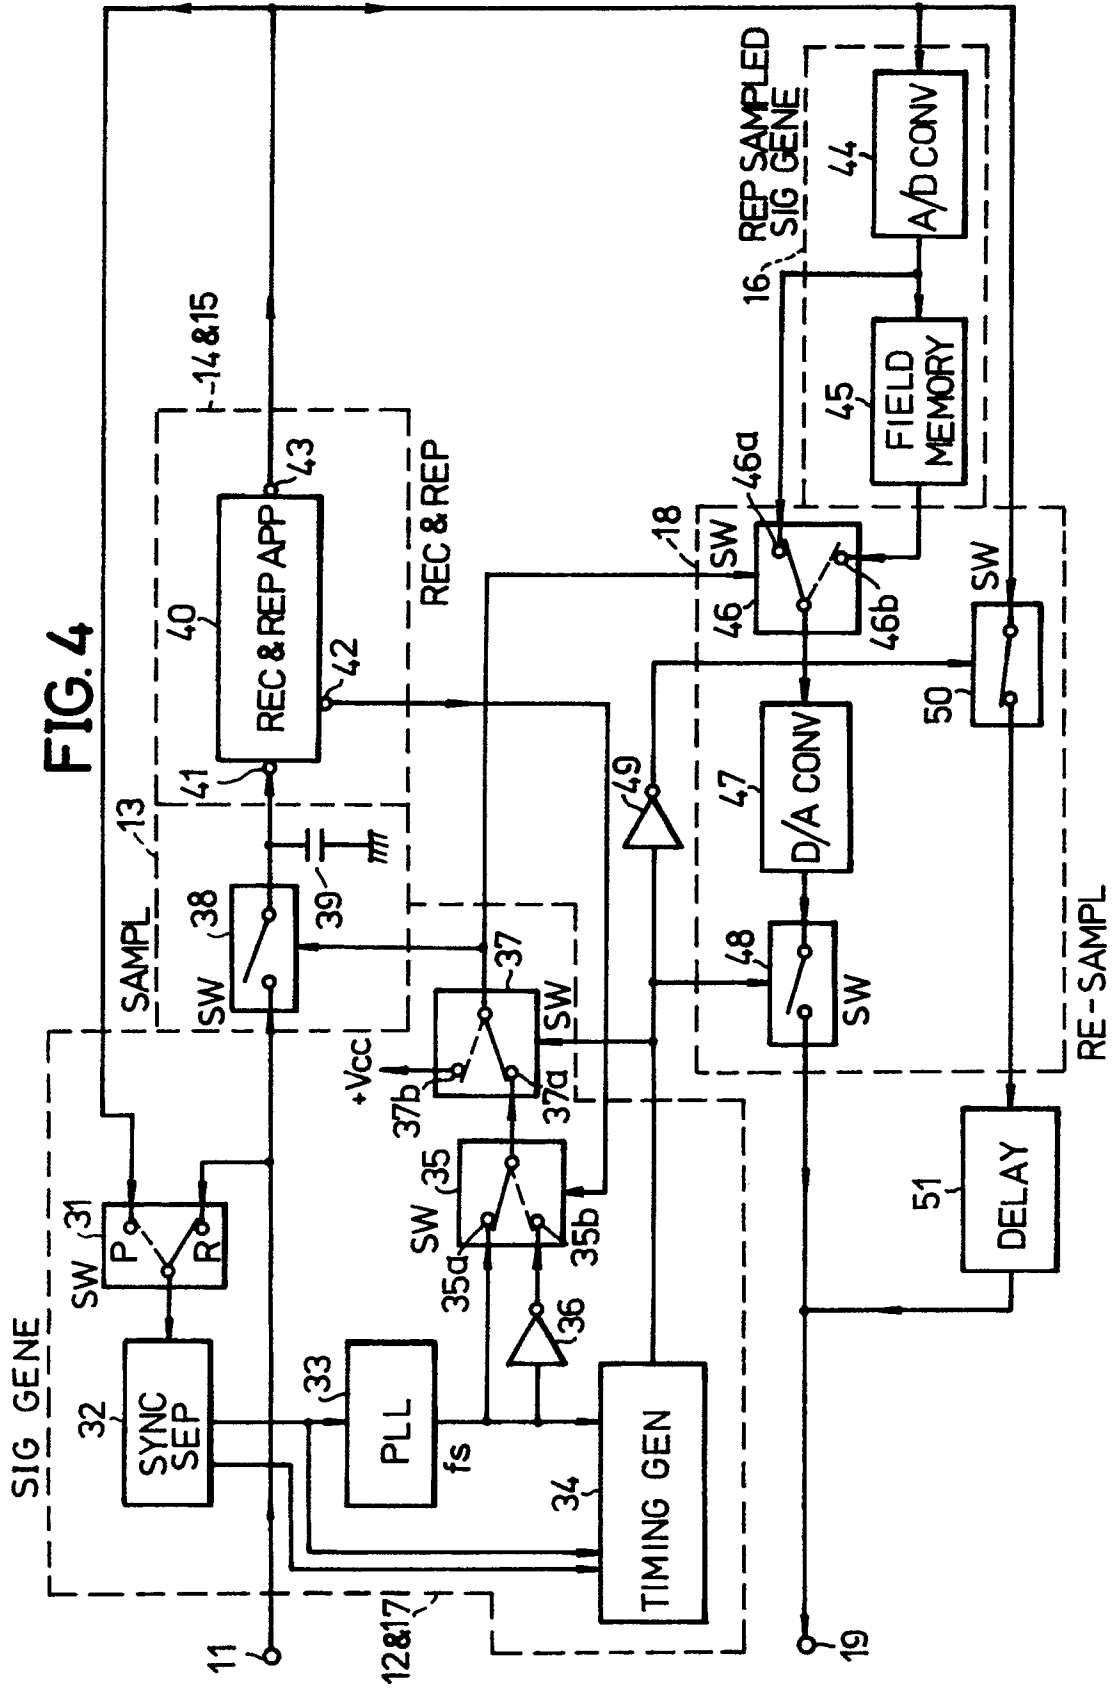 FIG. 4
SIG GENE
12&17
11
SW
31
P
R
32
SYNC
SEP
33
PLL
fs
34
TIMING GEN
SW
35
35a
35b
36
+Vcc
37
37a
37b
SW
SAMPL
13
SW
38
39
14&15
REC & REP
40
REC & REP APP
41
42
43
REP SAMPLED
SIG GENE
16
44
A/D CONV
45
FIELD
MEMORY
18
SW
46
46a
46b
47
D/A CONV
48
SW
49
SW
50
RE-SAMPL
51
DELAY
19